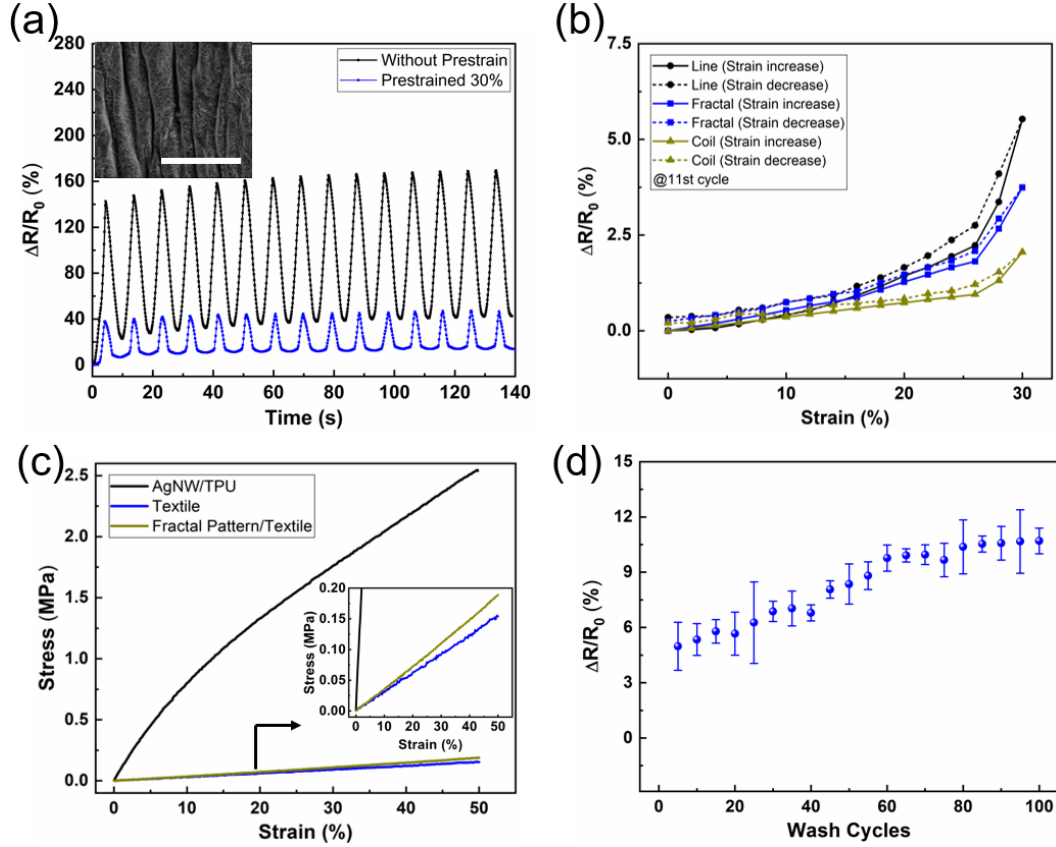 (a)
280
240
200
160
120
80
40
0
ΔR/R0 (%)
Without Prestrain
Prestrained 30%
0 20 40 60 80 100 120 140
Time (s)
(b)
7.5
5.0
2.5
0.0
ΔR/R0 (%)
Line (Strain increase)
Line (Strain decrease)
Fractal (Strain increase)
Fractal (Strain decrease)
Coil (Strain increase)
Coil (Strain decrease)
@11st cycle
0 10 20 30
Strain (%)
(c)
2.5
2.0
1.5
1.0
0.5
0.0
Stress (MPa)
AgNW/TPU
Textile
Fractal Pattern/Textile
0.20
0.15
0.10
0.05
0.00
Stress (MPa)
0 10 20 30 40 50
Strain (%)
0 10 20 30 40 50
Strain (%)
(d)
15
12
9
6
3
0
ΔR/R0 (%)
0 20 40 60 80 100
Wash Cycles